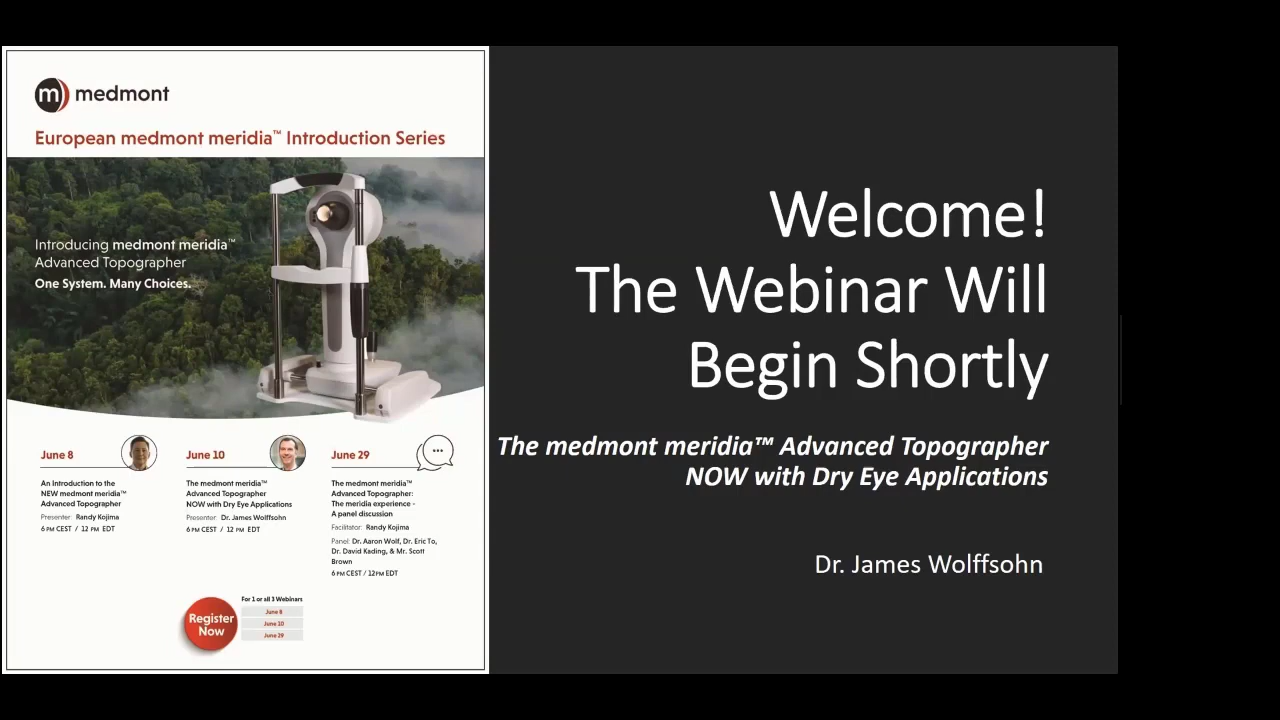 m medmont
European medmont meridia™ Introduction Series
Introducing medmont meridia™
Advanced Topographer
One System. Many Choices.
June 8
An Introduction to the
NEW medmont meridia™
Advanced Topographer
Presenter: Randy Kojima
6 PM CEST / 12 PM EDT
June 10
The medmont meridia™
Advanced Topographer
NOW with Dry Eye Applications
Presenter: Dr. James Wolffsohn
6 PM CEST / 12 PM EDT
June 29
The medmont meridia™
Advanced Topographer:
The meridia experience -
A panel discussion
Facilitator: Randy Kojima
Panel: Dr. Aaron Wolf, Dr. Eric To,
Dr. David Kading, & Mr. Scott
Brown
6 PM CEST / 12PM EDT
Register
Now
For 1 or all 3 Webinars
June 8
June 10
June 29
Welcome!
The Webinar Will
Begin Shortly
The medmont meridia™ Advanced Topographer
NOW with Dry Eye Applications
Dr. James Wolffsohn